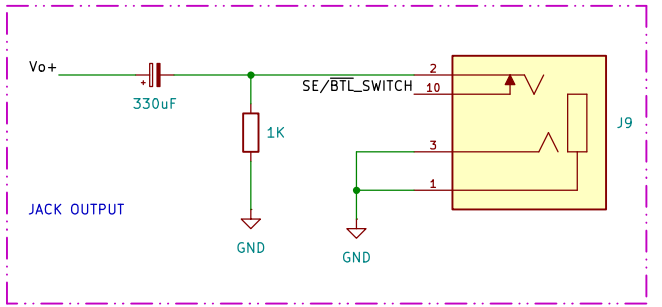 Vo+
+
330uF
2
SE/BTL_SWITCH
10
1K
J9
3
1
JACK OUTPUT
GND
GND